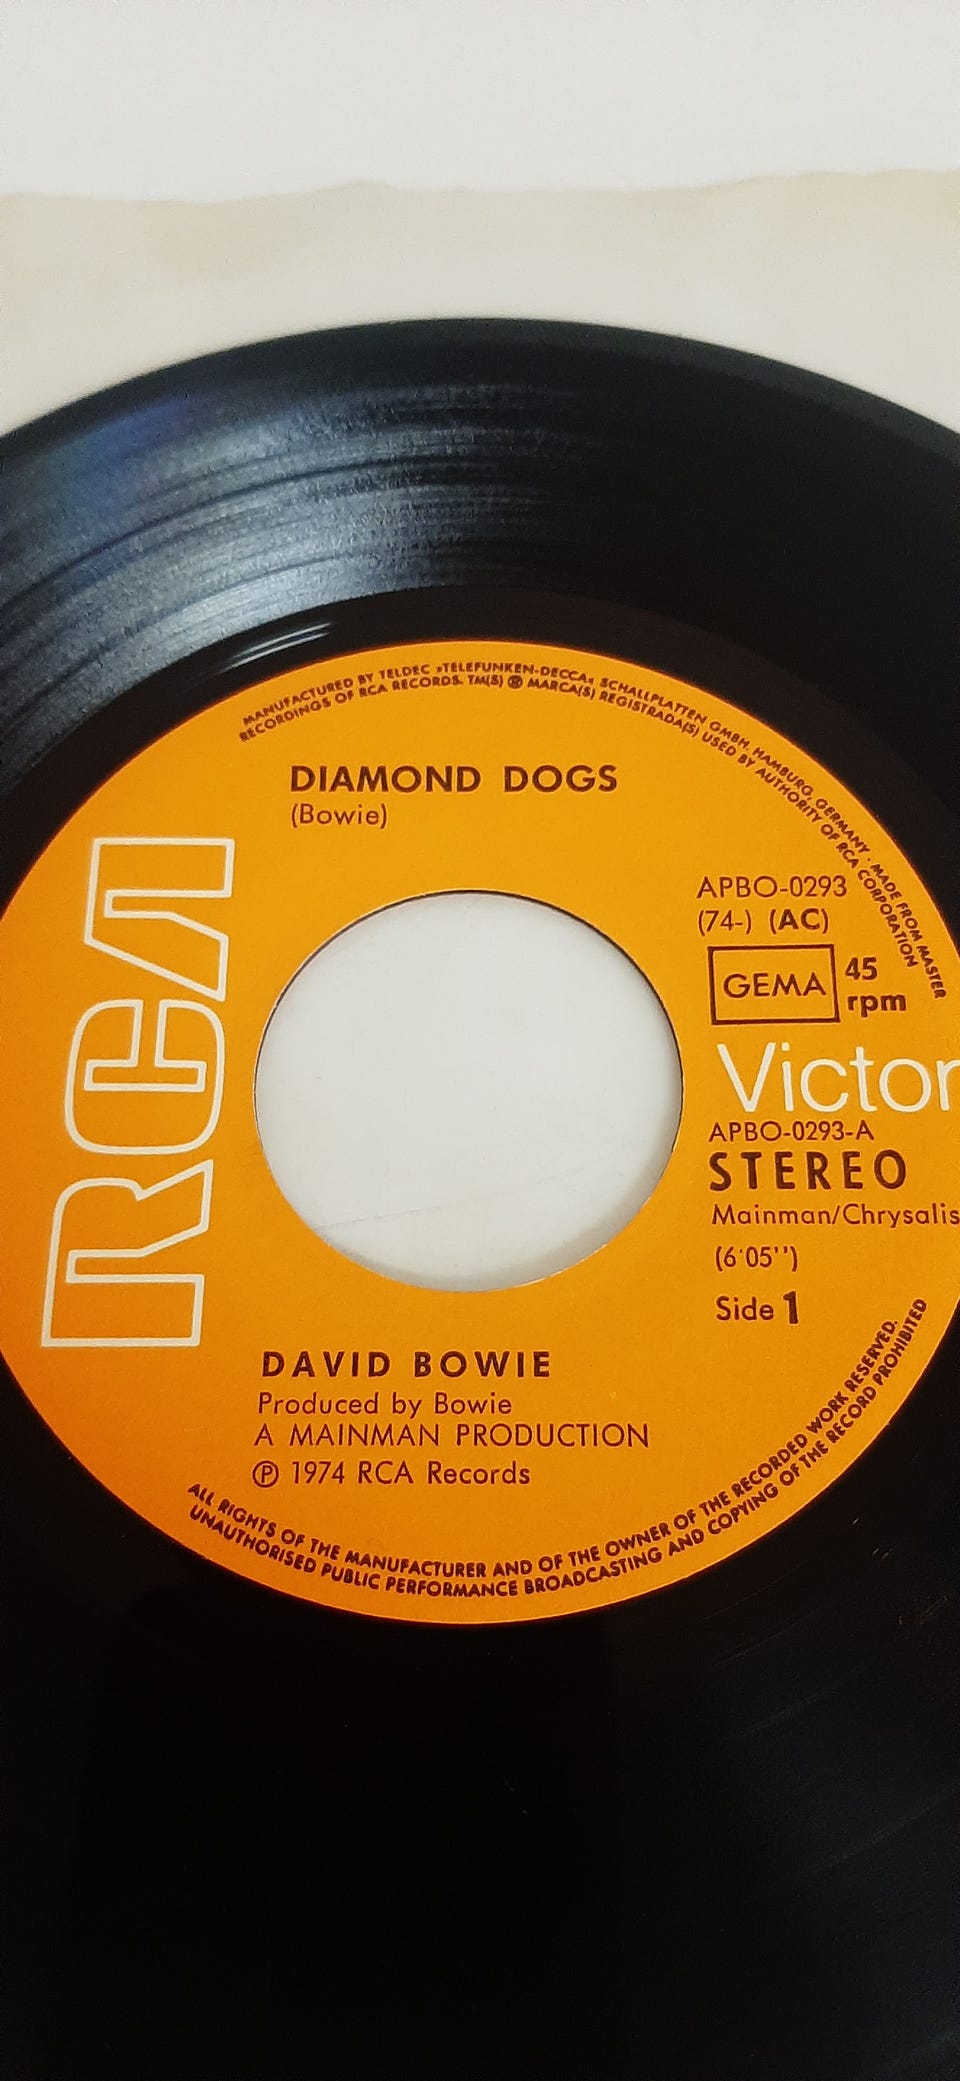 MANUFACTURED BY TELDEC »TELEFUNKEN-DECCA« SCHALLPLATTEN GMBH, HAMBURG, GERMANY · MADE FROM MASTER
RECORDINGS OF RCA RECORDS. TM(S) ® MARCA(S) REGISTRADA(S) USED BY AUTHORITY OF RCA CORPORATION
DIAMOND DOGS
(Bowie)
RCA
APBO-0293
(74-) (AC)
GEMA 45 rpm
Victor
APBO-0293-A
STEREO
Mainman/Chrysalis
(6'05'')
Side 1
DAVID BOWIE
Produced by Bowie
A MAINMAN PRODUCTION
℗ 1974 RCA Records
ALL RIGHTS OF THE MANUFACTURER AND OF THE OWNER OF THE RECORDED WORK RESERVED.
UNAUTHORISED PUBLIC PERFORMANCE BROADCASTING AND COPYING OF THE RECORD PROHIBITED